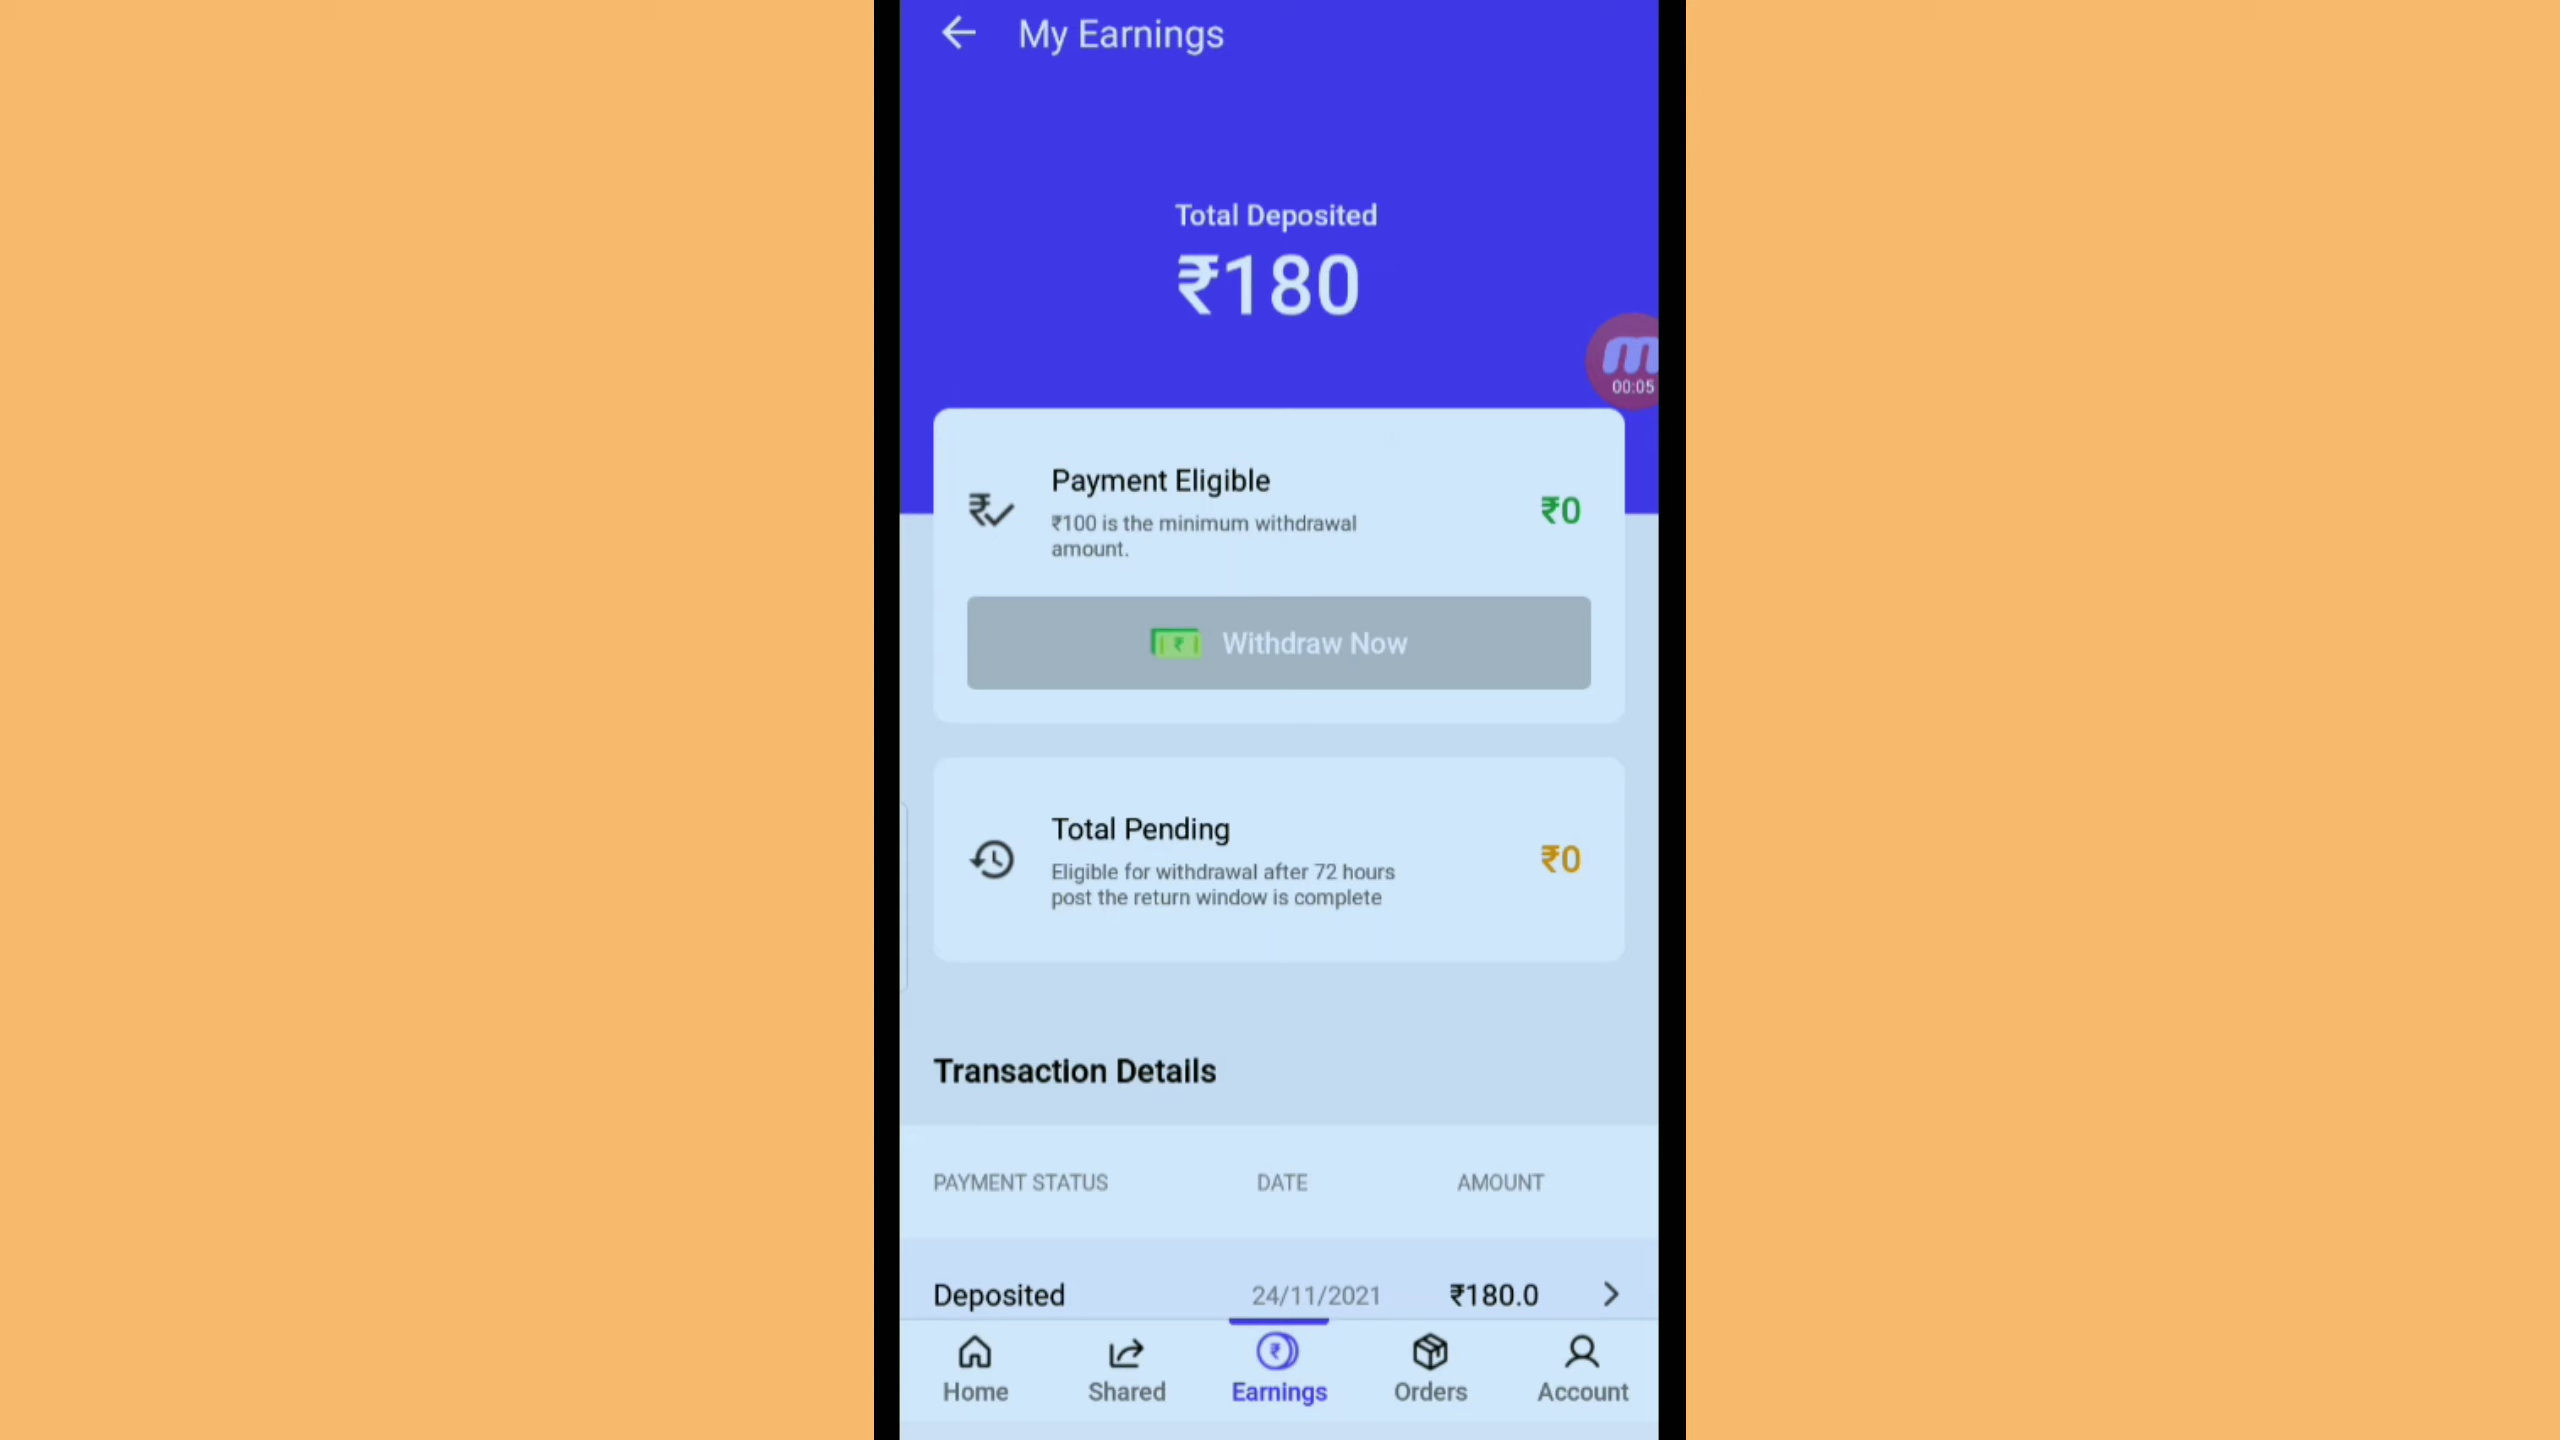 My Earnings
Total Deposited
₹180
m
00:05
Payment Eligible
₹100 is the minimum withdrawal
amount.
₹0
Withdraw Now
Total Pending
Eligible for withdrawal after 72 hours
post the return window is complete
₹0
Transaction Details
PAYMENT STATUS DATE AMOUNT
Deposited 24/11/2021 ₹180.0
Home Shared Earnings Orders Account